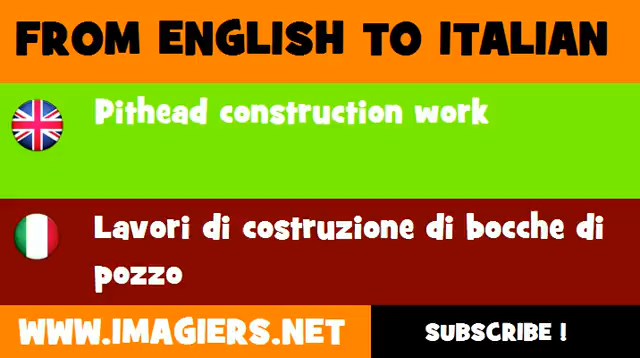 FROM ENGLISH TO ITALIAN
Pithead construction work
Lavori di costruzione di bocche di
pozzo
WWW.IMAGIERS.NET
SUBSCRIBE !